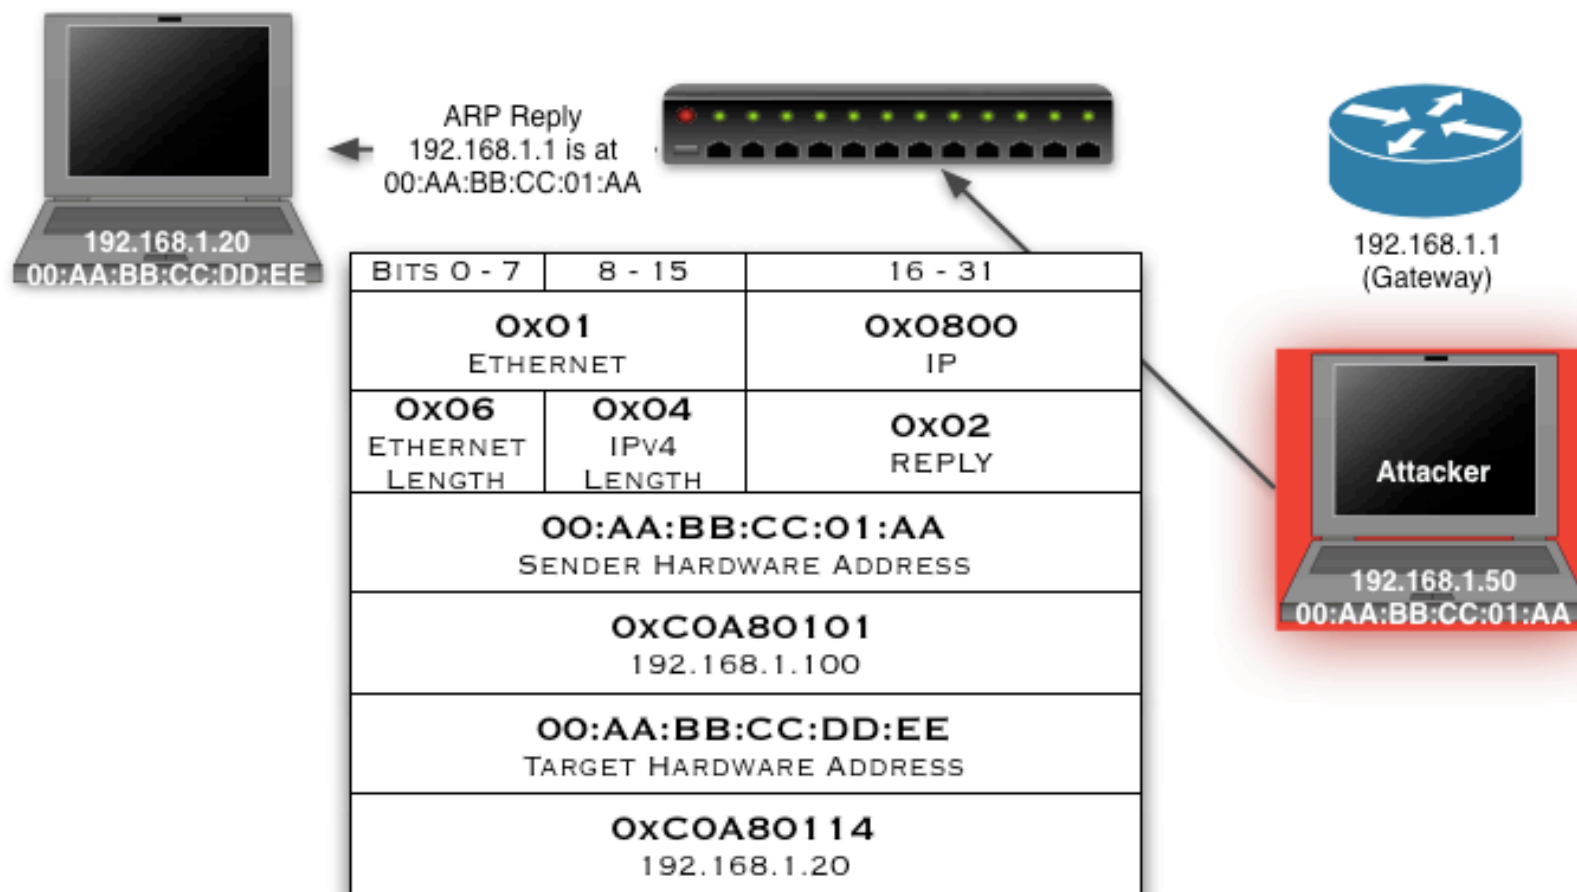 ARP Reply
192.168.1.1 is at
00:AA:BB:CC:01:AA
192.168.1.20
00:AA:BB:CC:DD:EE
192.168.1.1
(Gateway)
BITS 0 - 7
8 - 15
16 - 31
0x01
ETHERNET
0x0800
IP
0x06
ETHERNET
LENGTH
0x04
IPV4
LENGTH
0x02
REPLY
00:AA:BB:CC:01:AA
SENDER HARDWARE ADDRESS
0xC0A80101
192.168.1.100
00:AA:BB:CC:DD:EE
TARGET HARDWARE ADDRESS
0xC0A80114
192.168.1.20
Attacker
192.168.1.50
00:AA:BB:CC:01:AA